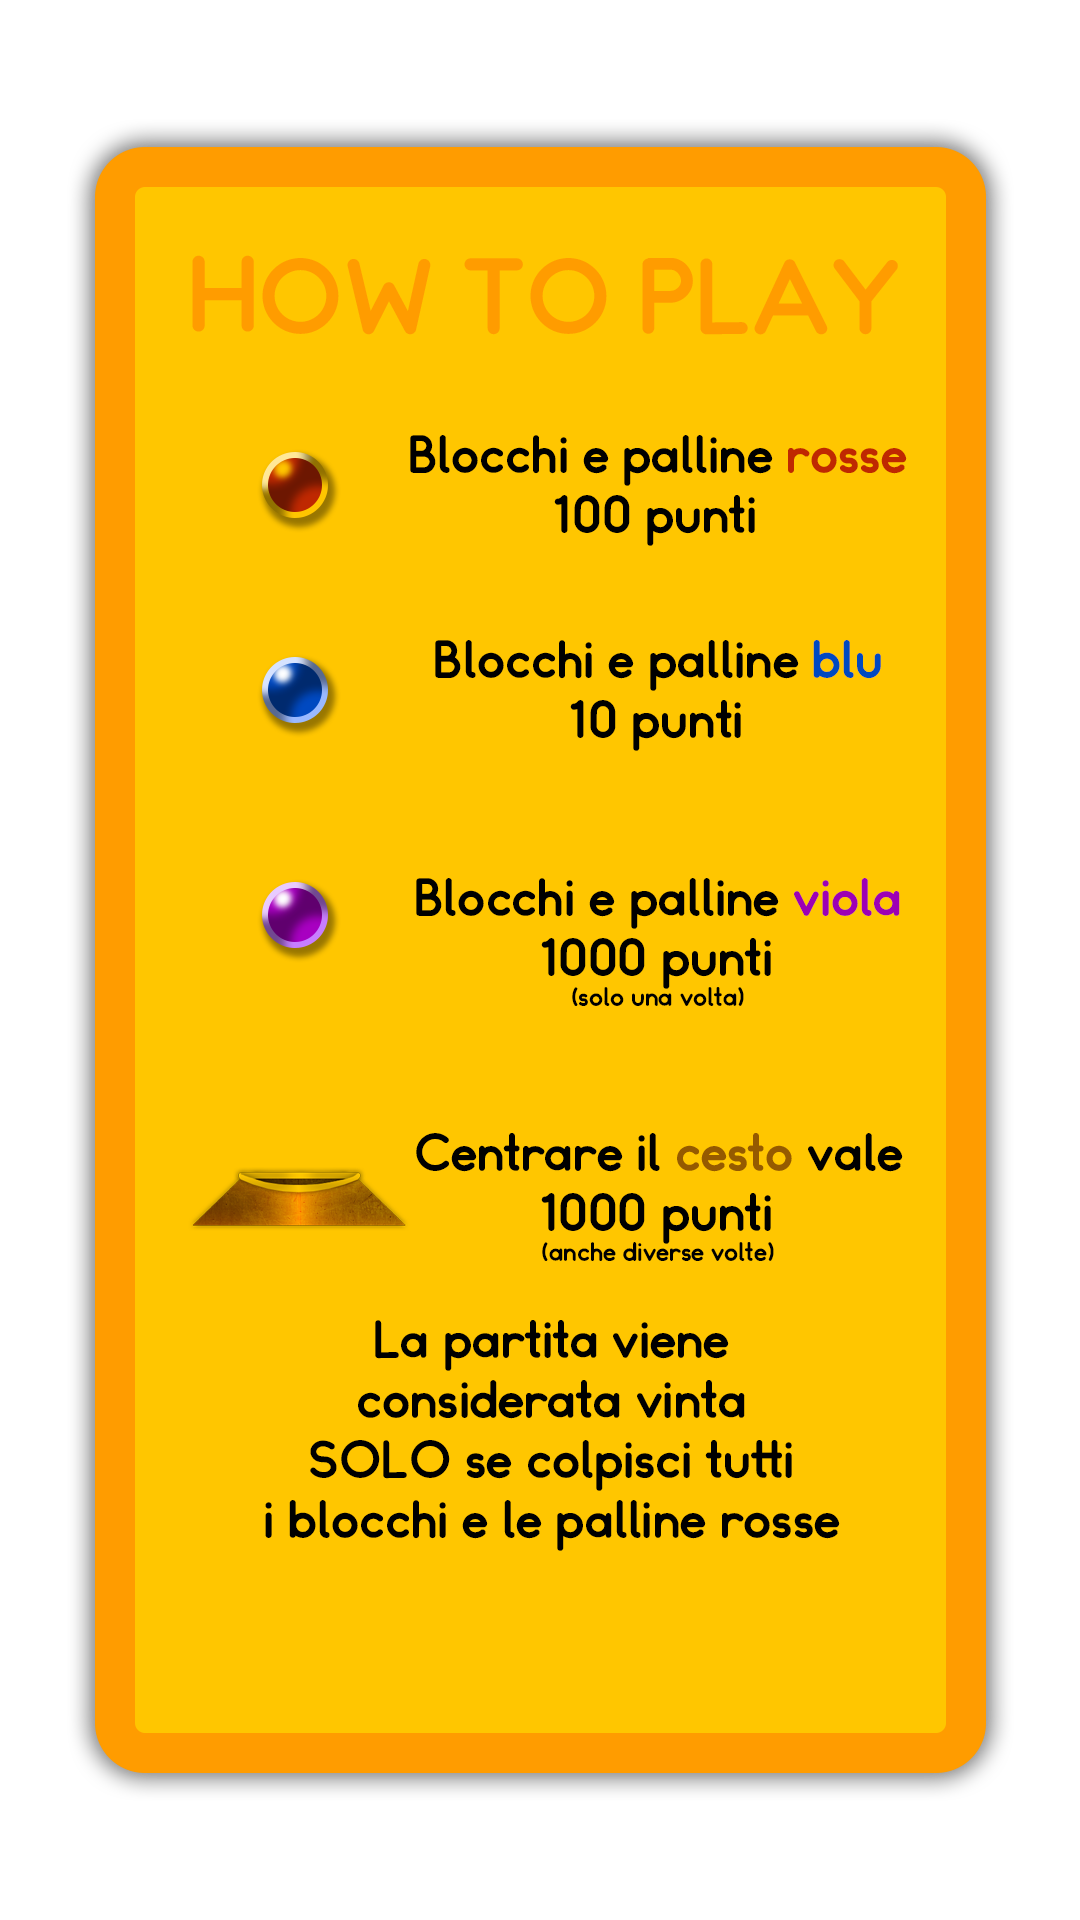 HOW TO PLAY
Blocchi e palline rosse
100 punti
Blocchi e palline blu
10 punti
Blocchi e palline viola
1000 punti
(solo una volta)
Centrare il cesto vale
1000 punti
(anche diverse volte)
La partita viene
considerata vinta
SOLO se colpisci tutti
i blocchi e le palline rosse